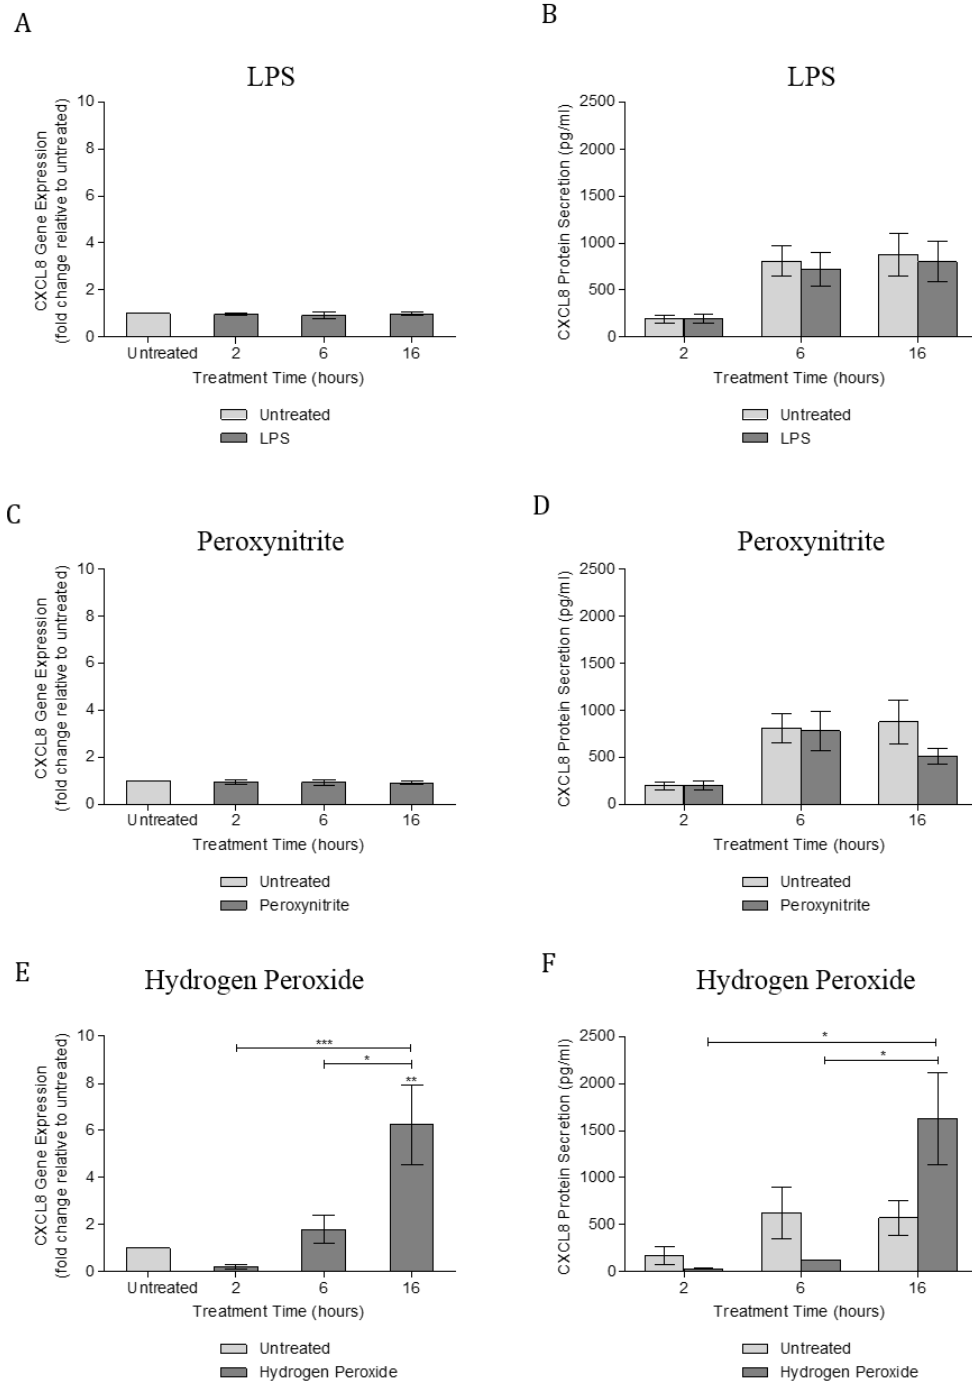 A
LPS
CXCL8 Gene Expression
(fold change relative to untreated)
10
8
6
4
2
0
Untreated 2 6 16
Treatment Time (hours)
Untreated
LPS
B
LPS
CXCL8 Protein Secretion (pg/ml)
2500
2000
1500
1000
500
0
2 6 16
Treatment Time (hours)
Untreated
LPS
C
Peroxynitrite
CXCL8 Gene Expression
(fold change relative to untreated)
10
8
6
4
2
0
Untreated 2 6 16
Treatment Time (hours)
Untreated
Peroxynitrite
D
Peroxynitrite
CXCL8 Protein Secretion (pg/ml)
2500
2000
1500
1000
500
0
2 6 16
Treatment Time (hours)
Untreated
Peroxynitrite
E
Hydrogen Peroxide
CXCL8 Gene Expression
(fold change relative to untreated)
10
8
6
4
2
0
***
*
**
Untreated 2 6 16
Treatment Time (hours)
Untreated
Hydrogen Peroxide
F
Hydrogen Peroxide
CXCL8 Protein Secretion (pg/ml)
2500
2000
1500
1000
500
0
*
*
2 6 16
Treatment Time (hours)
Untreated
Hydrogen Peroxide